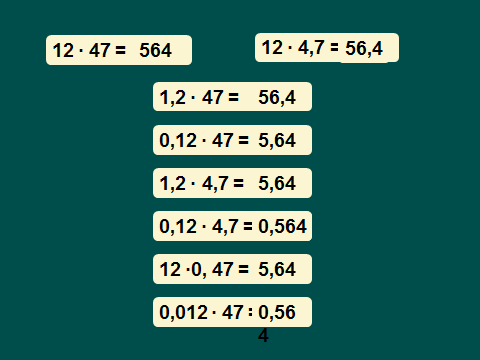 12 · 47 = 564
12 · 4,7 = 56,4
1,2 · 47 = 56,4
0,12 · 47 = 5,64
1,2 · 4,7 = 5,64
0,12 · 4,7 = 0,564
12 ·0, 47 = 5,64
0,012 · 47 = 0,56
4